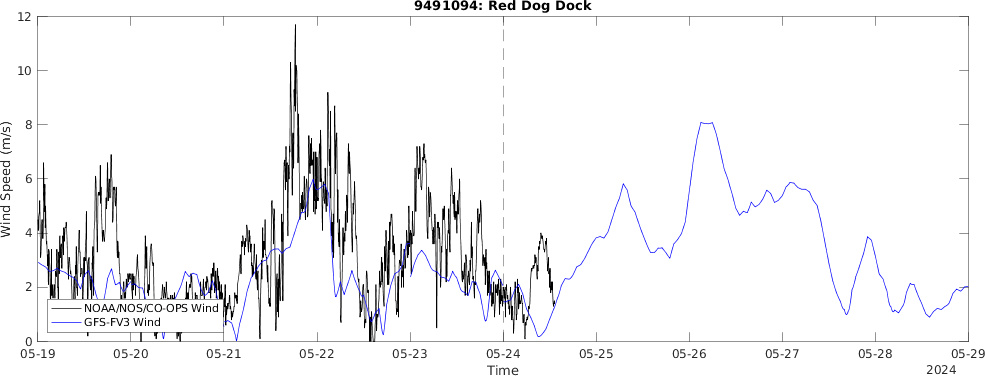 9491094: Red Dog Dock
Wind Speed (m/s)
12
10
8
6
4
2
0
NOAA/NOS/CO-OPS Wind
GFS-FV3 Wind
05-19 05-20 05-21 05-22 05-23 05-24 05-25 05-26 05-27 05-28 05-29
Time
2024